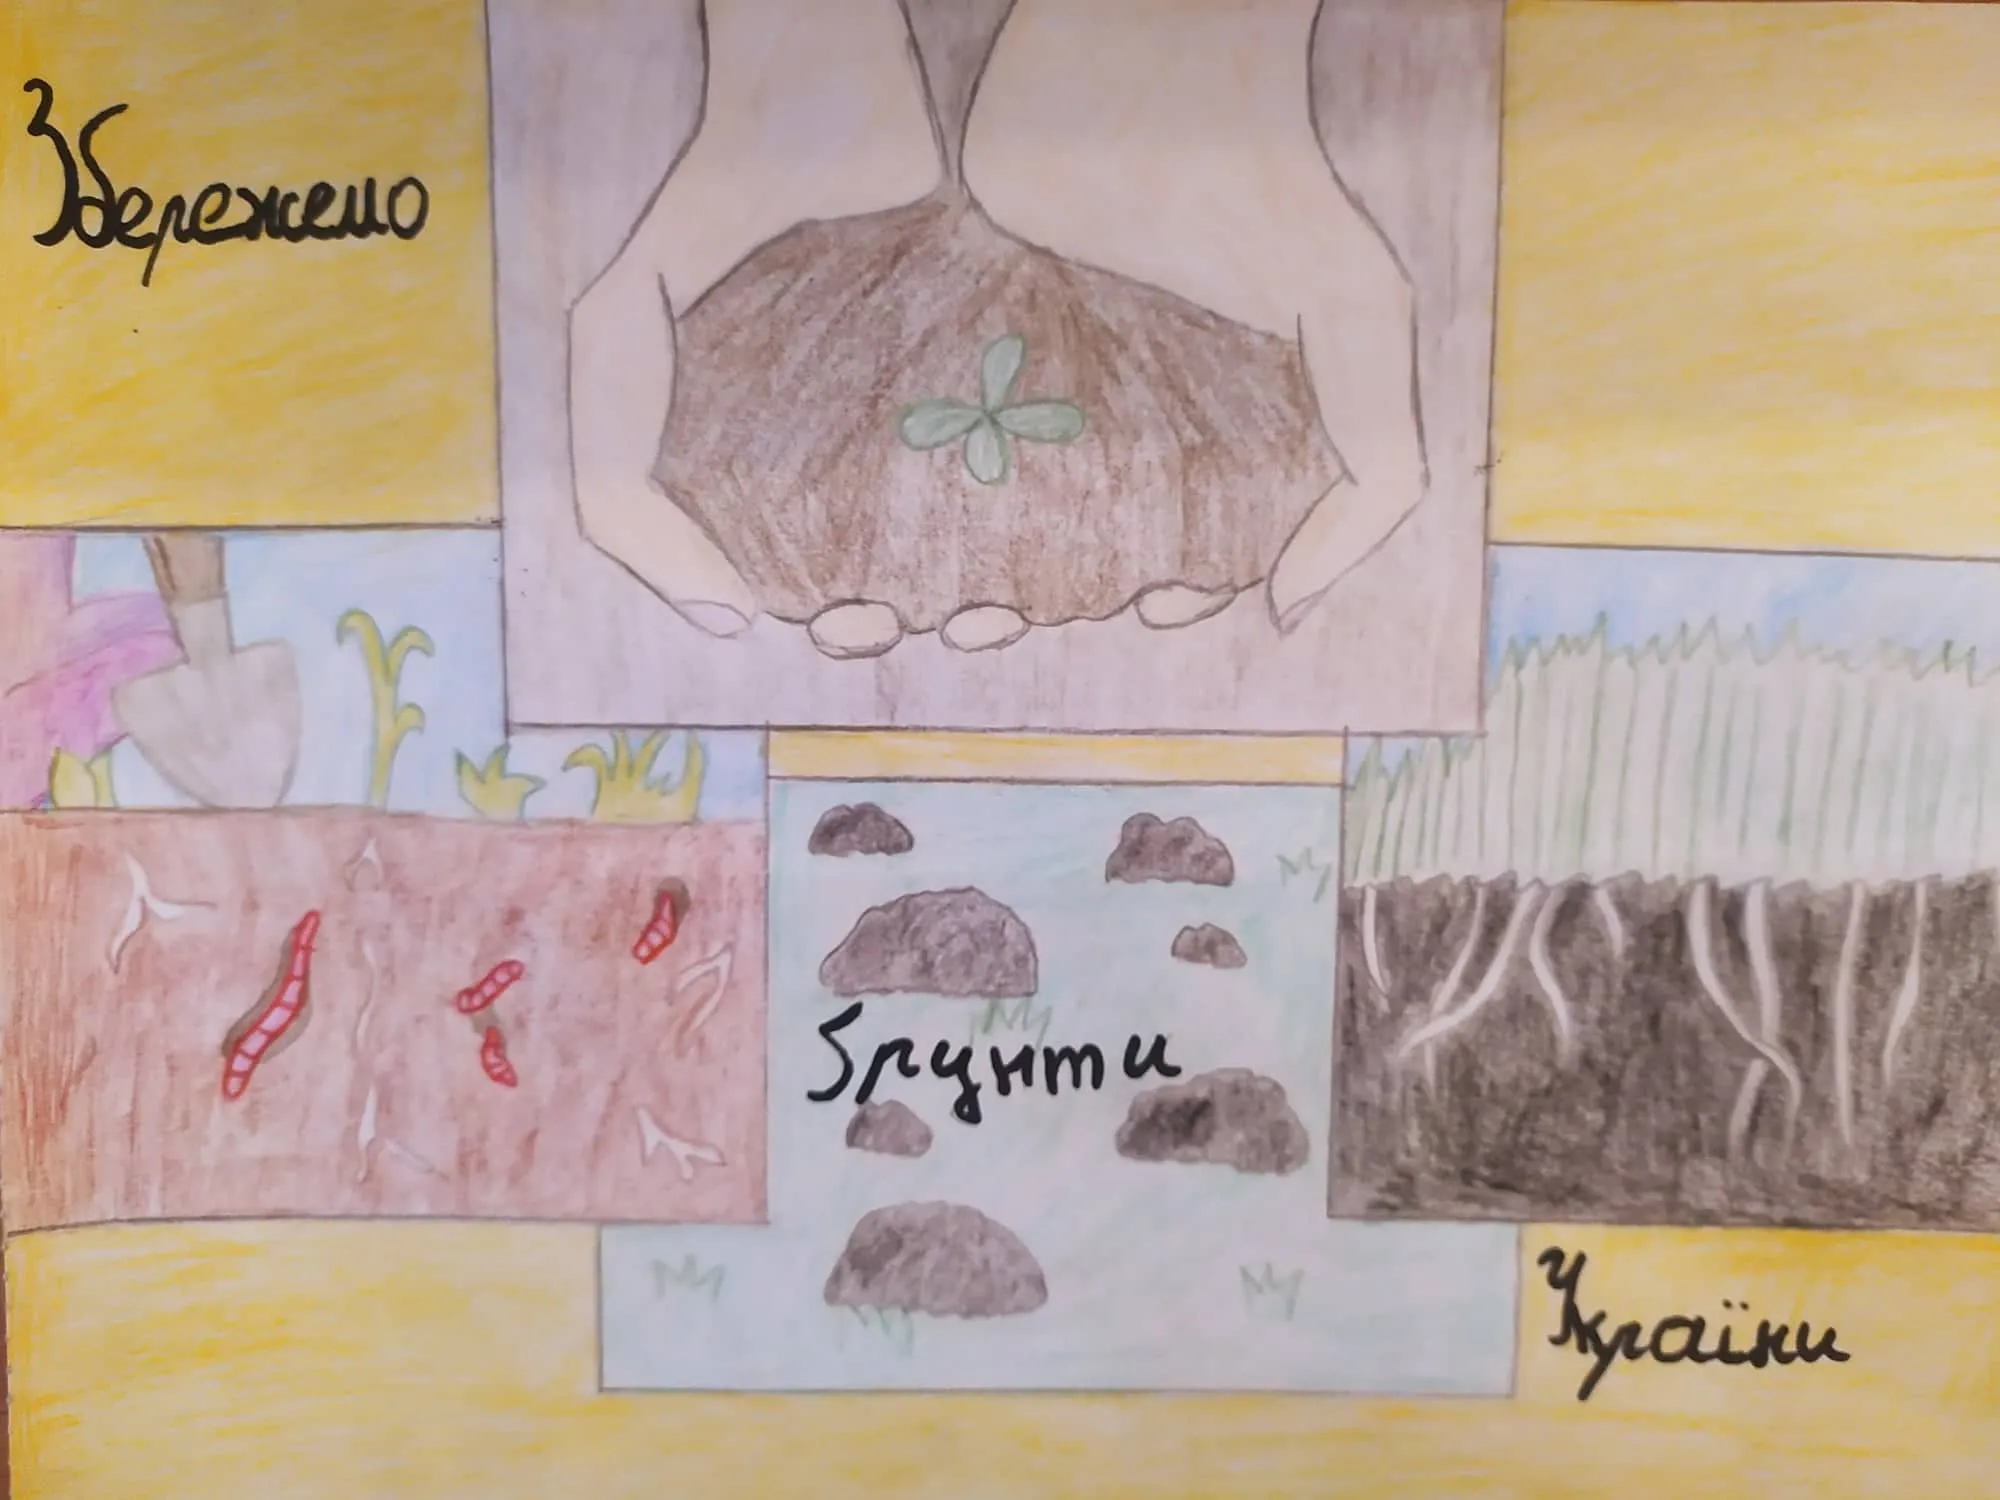 Збережемо
ґрунти
України